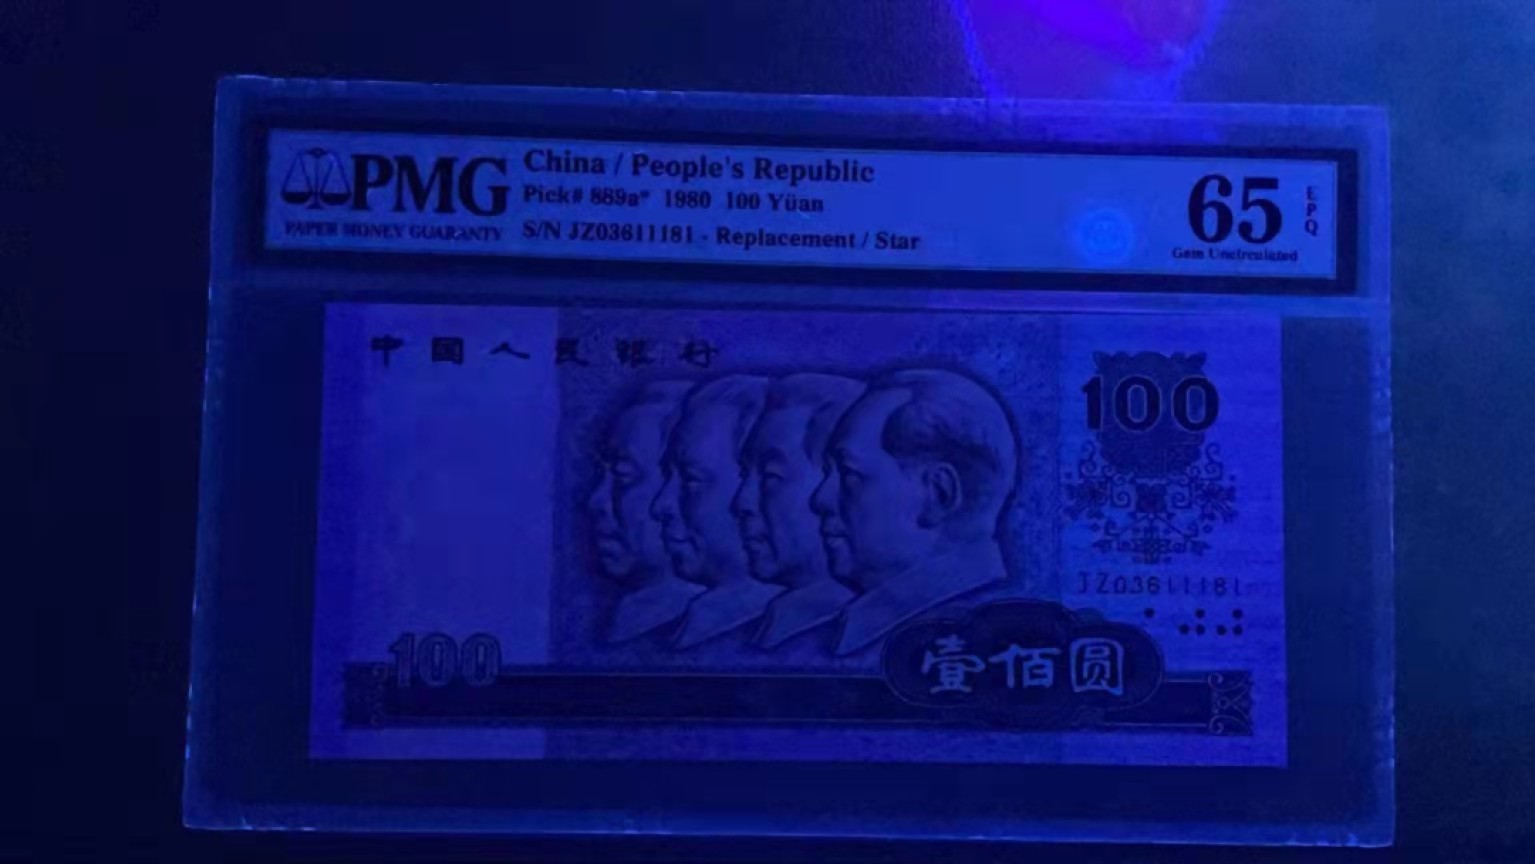 PMG
PAPER MONEY GUARANTY
China / People's Republic
Pick# 889a* 1980 100 Yüan
S/N JZ03611181 - Replacement / Star
65
EPQ
Gem Uncirculated
中国人民银行
100
JZ03611181
100
壹佰圆